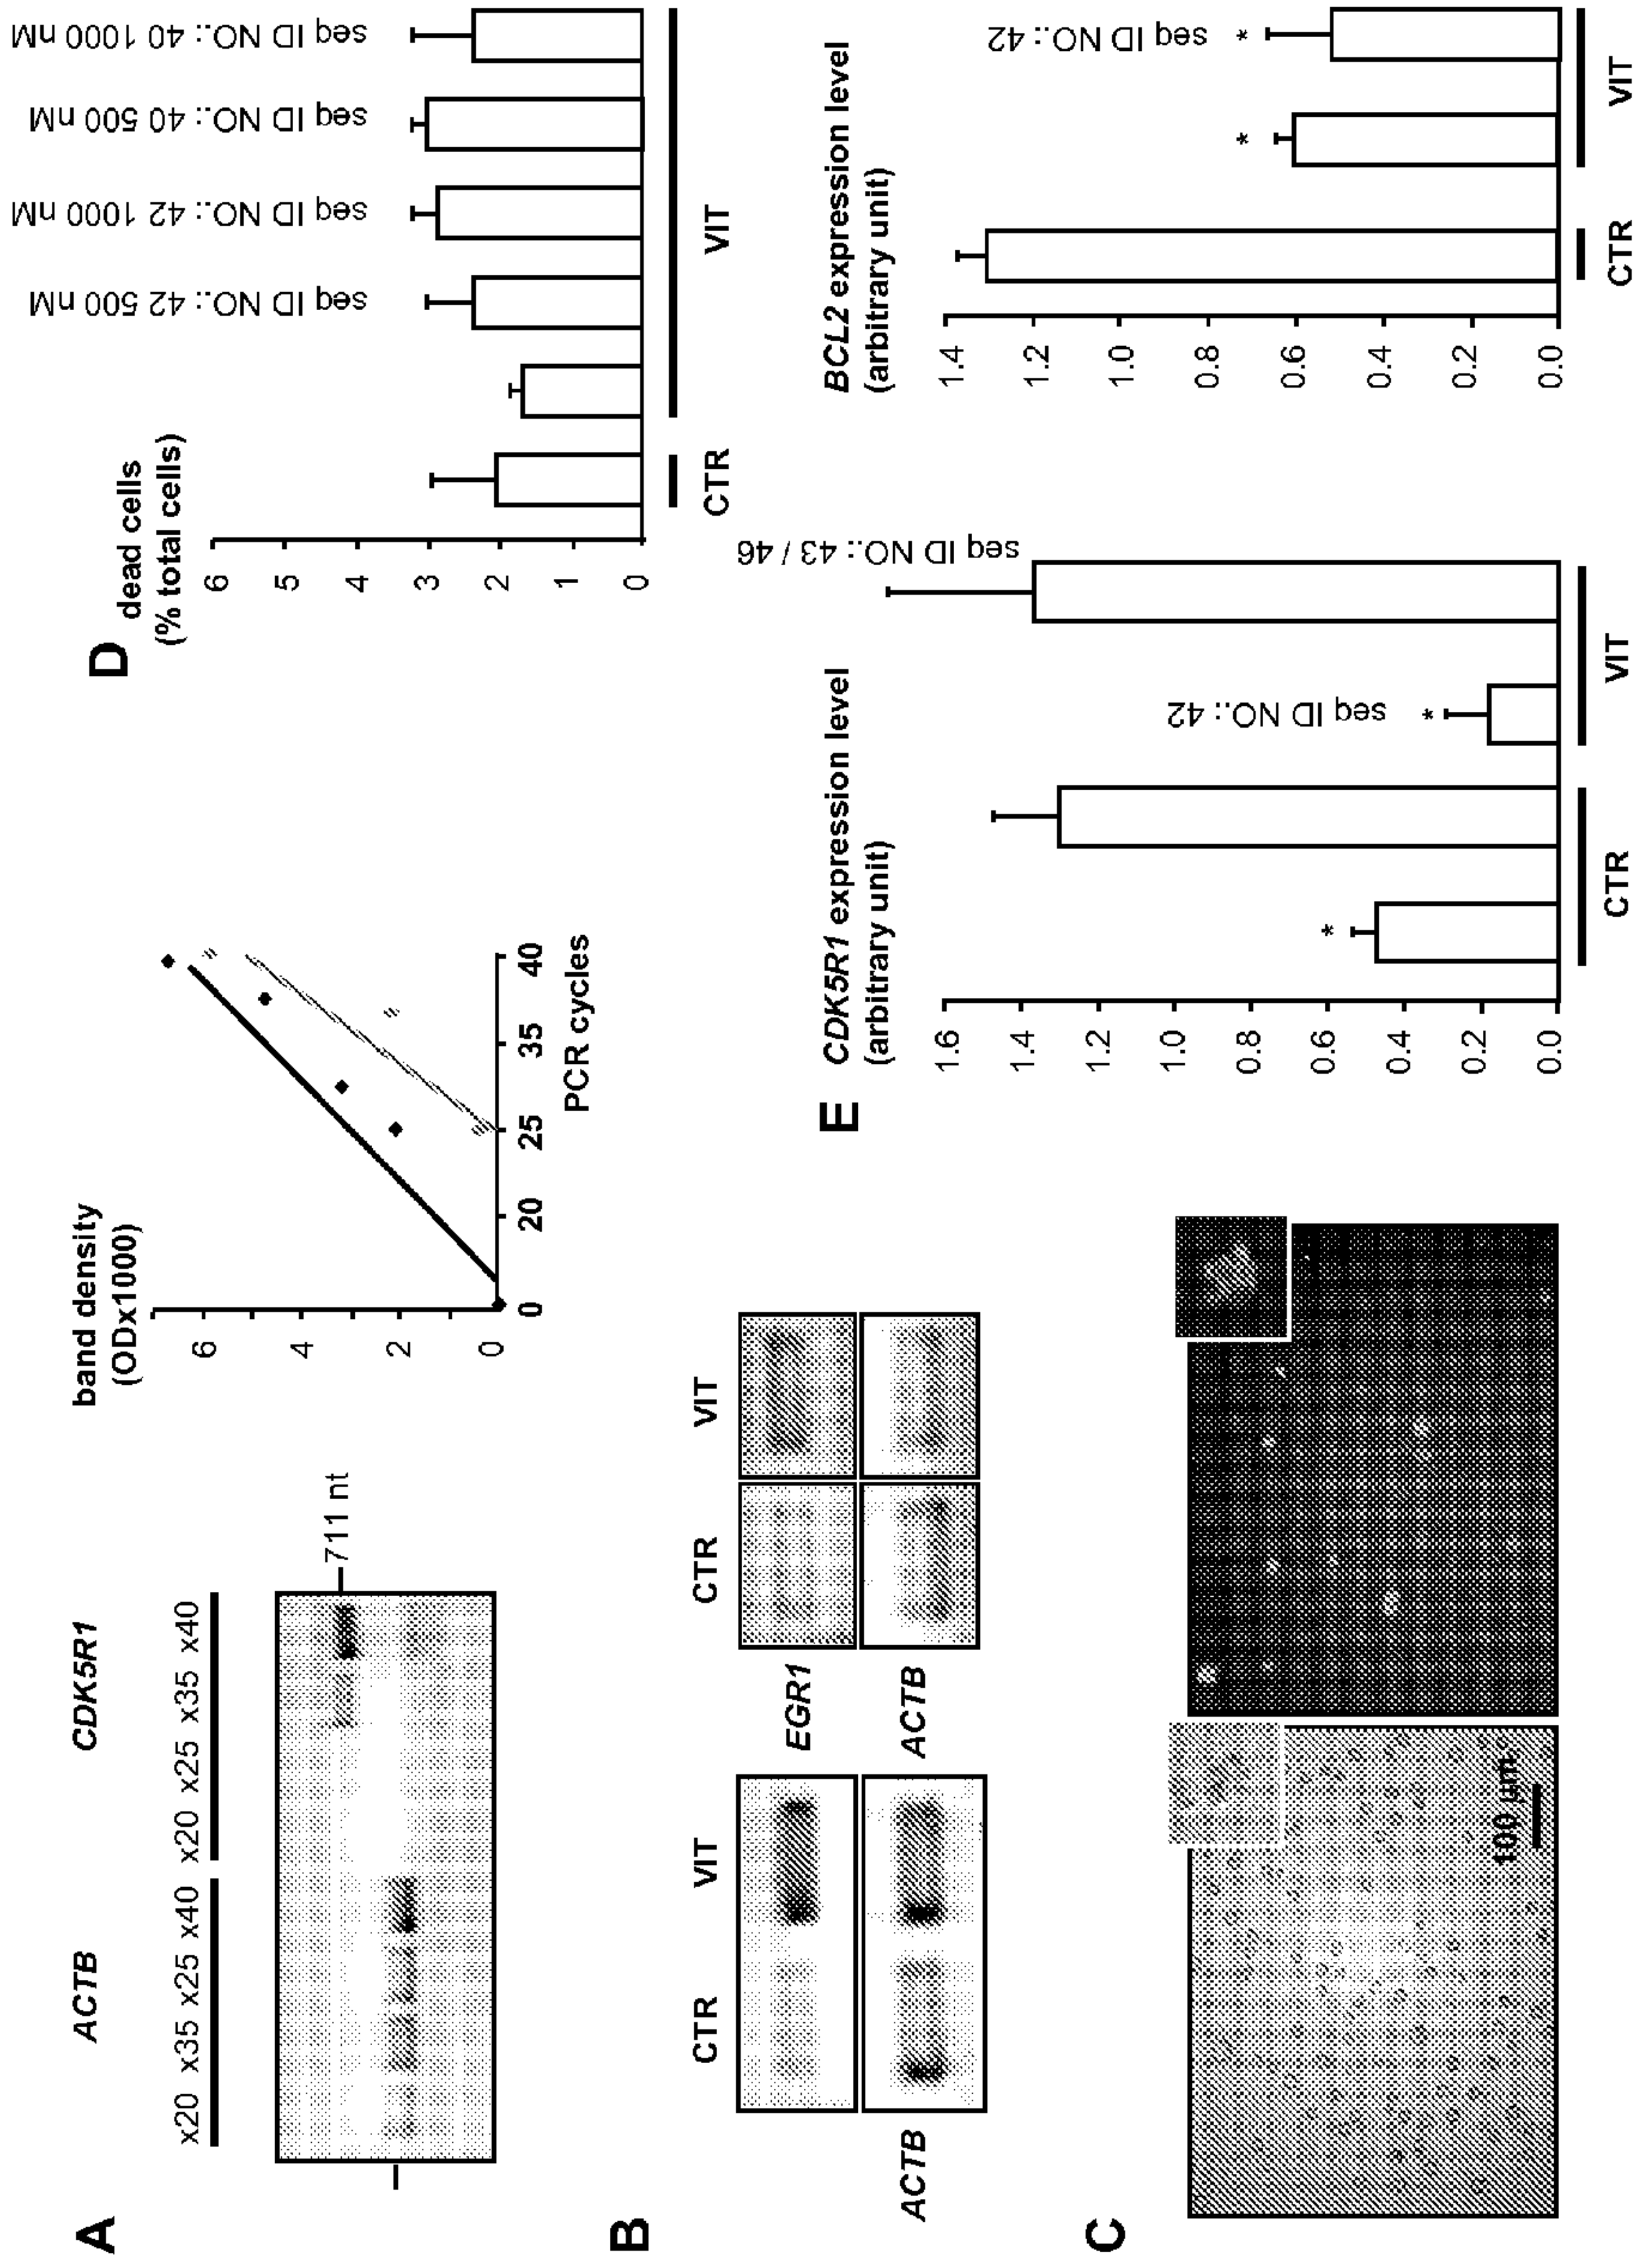 A
ACTB
CDK5R1
x20 x35 x25 x40
x20 x25 x35 x40
711 nt
band density
(ODx1000)
6
4
2
0
0
20
25
35
40
PCR cycles
B
CTR
VIT
CTR
VIT
EGR1
ACTB
ACTB
C
100 µm
D
dead cells
(% total cells)
6
5
4
3
2
1
0
seq ID NO.: 42 500 nM
seq ID NO.: 42 1000 nM
seq ID NO.: 40 500 nM
seq ID NO.: 40 1000 nM
CTR
VIT
E
CDK5R1 expression level
(arbitrary unit)
1.6
1.4
1.2
1.0
0.8
0.6
0.4
0.2
0.0
*
*
seq ID NO.: 42
seq ID NO.: 43 / 46
CTR
VIT
BCL2 expression level
(arbitrary unit)
1.4
1.2
1.0
0.8
0.6
0.4
0.2
0.0
*
*
seq ID NO.: 42
CTR
VIT